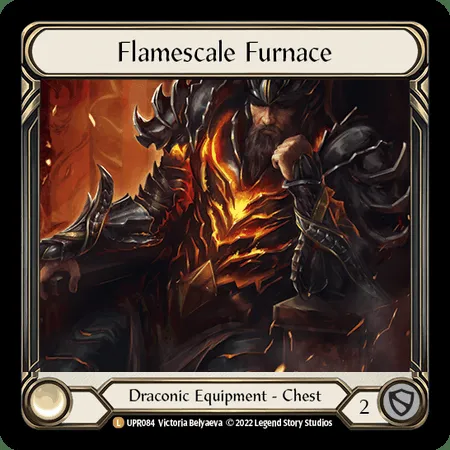 Flamescale Furnace
Draconic Equipment - Chest
2
L UPR084 Victoria Belyaeva © 2022 Legend Story Studios